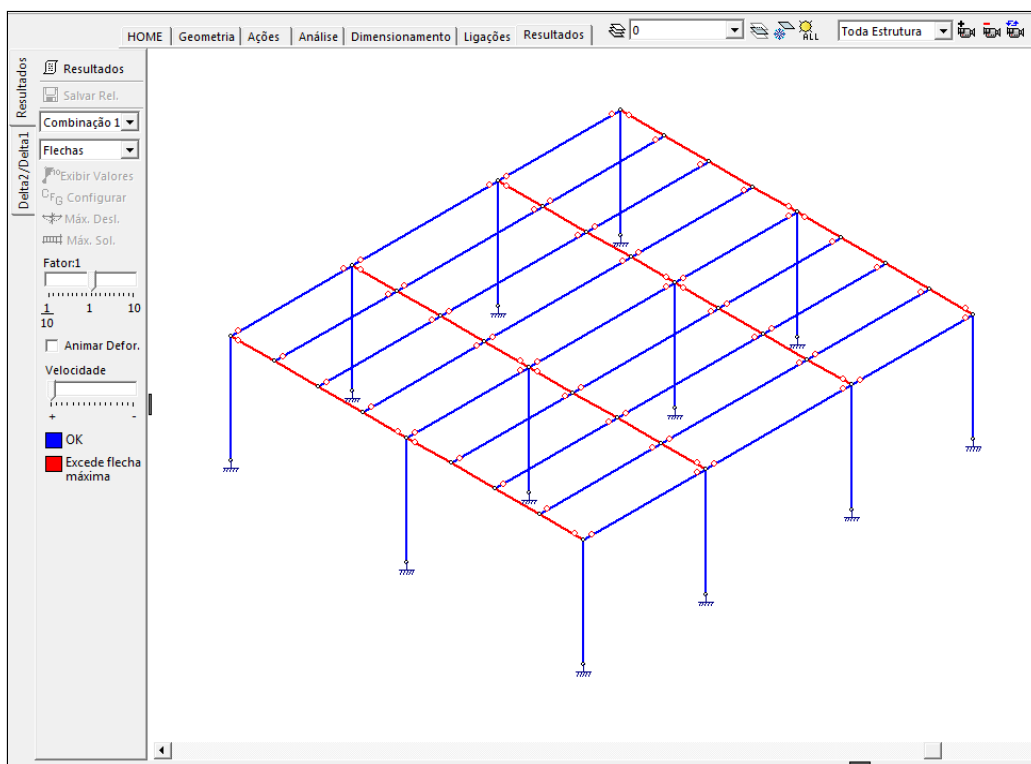 HOME Geometria Ações Análise Dimensionamento Ligações Resultados 0 ALL Toda Estrutura
Resultados
Delta2/Delta1
Resultados
Salvar Rel.
Combinação 1
Flechas
Exibir Valores
CFG Configurar
Máx. Desl.
Máx. Sol.
Fator:1
1 1 10
10
Animar Defor.
Velocidade
+ -
OK
Excede flecha
máxima